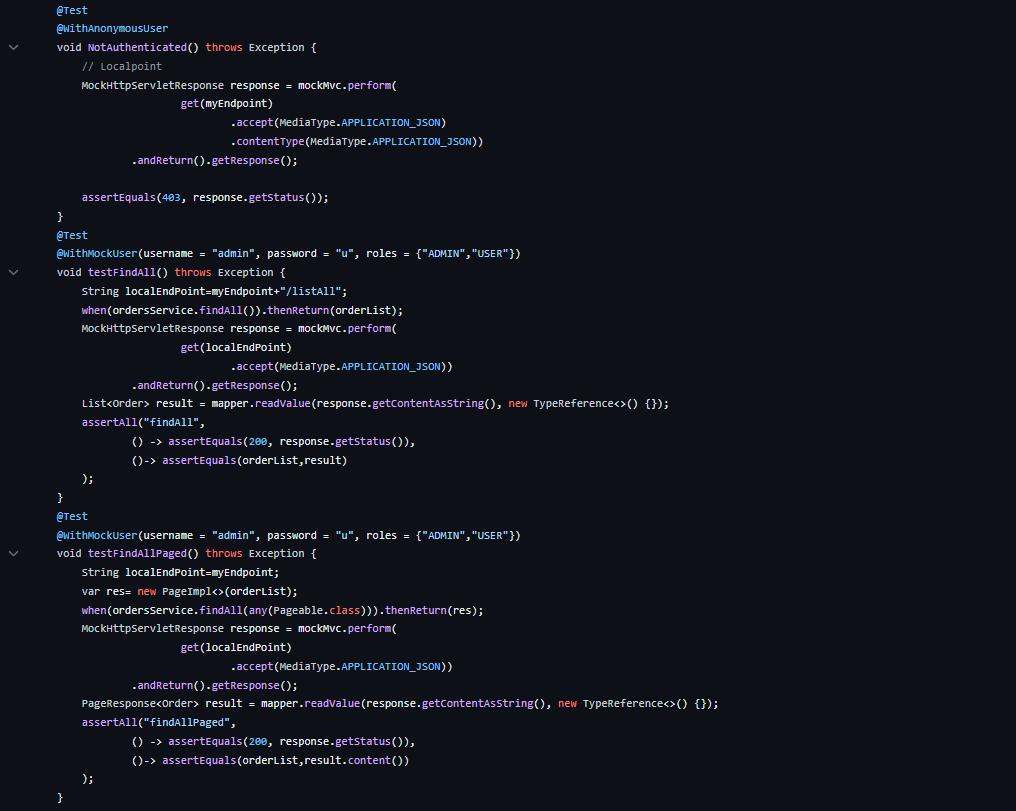 @Test
@WithAnonymousUser
void NotAuthenticated() throws Exception {
// Localpoint
MockHttpServletResponse response = mockMvc.perform(
get(myEndpoint)
.accept(MediaType.APPLICATION_JSON)
.contentType(MediaType.APPLICATION_JSON))
.andReturn().getResponse();
assertEquals(403, response.getStatus());
}
@Test
@WithMockUser(username = "admin", password = "u", roles = {"ADMIN","USER"})
void testFindAll() throws Exception {
String localEndPoint=myEndpoint+"/listAll";
when(ordersService.findAll()).thenReturn(orderList);
MockHttpServletResponse response = mockMvc.perform(
get(localEndPoint)
.accept(MediaType.APPLICATION_JSON))
.andReturn().getResponse();
List<Order> result = mapper.readValue(response.getContentAsString(), new TypeReference<>() {});
assertAll("findAll",
() -> assertEquals(200, response.getStatus()),
()-> assertEquals(orderList,result)
);
}
@Test
@WithMockUser(username = "admin", password = "u", roles = {"ADMIN","USER"})
void testFindAllPaged() throws Exception {
String localEndPoint=myEndpoint;
var res= new PageImpl<>(orderList);
when(ordersService.findAll(any(Pageable.class))).thenReturn(res);
MockHttpServletResponse response = mockMvc.perform(
get(localEndPoint)
.accept(MediaType.APPLICATION_JSON))
.andReturn().getResponse();
PageResponse<Order> result = mapper.readValue(response.getContentAsString(), new TypeReference<>() {});
assertAll("findAllPaged",
() -> assertEquals(200, response.getStatus()),
()-> assertEquals(orderList,result.content())
);
}